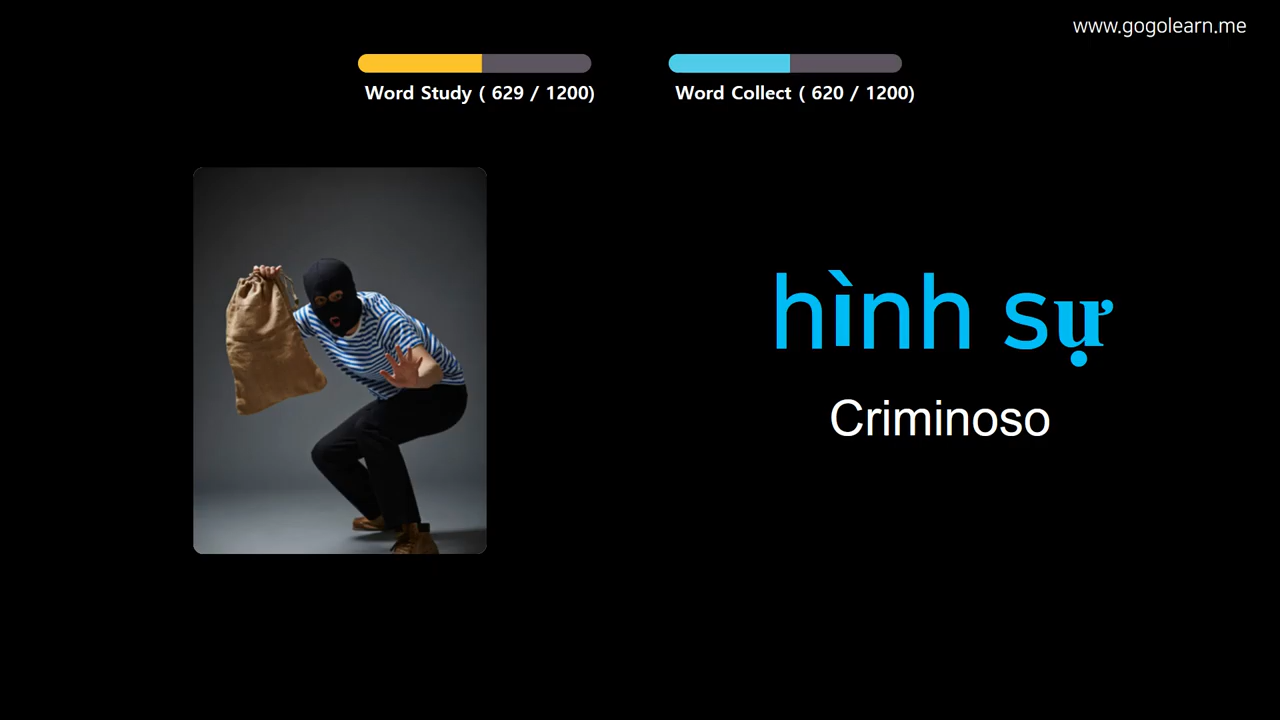 www.gogolearn.me
Word Study ( 629 / 1200)
Word Collect ( 620 / 1200)
hình sự
Criminoso